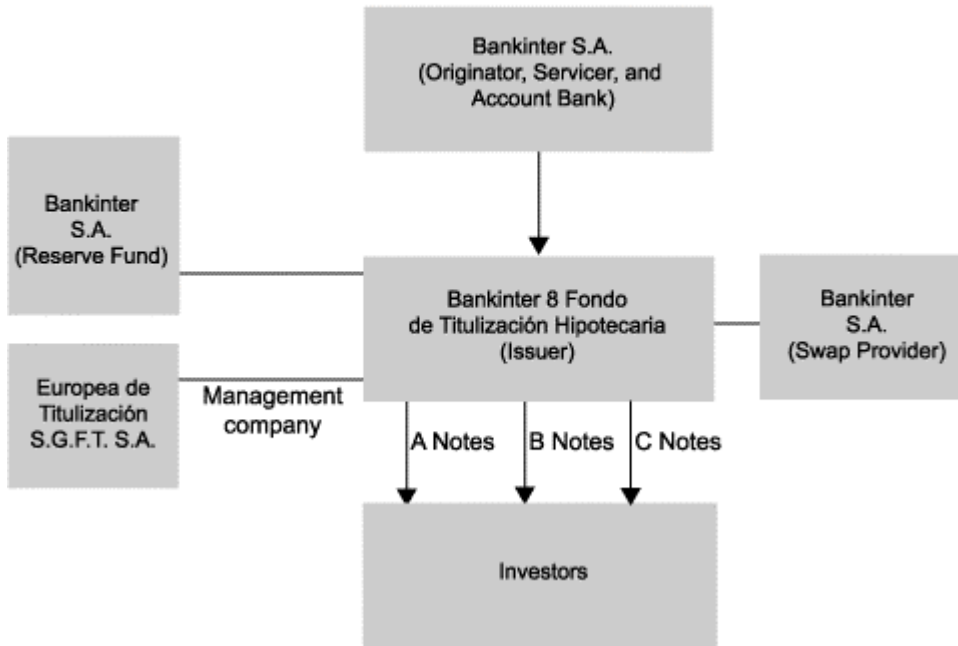 Bankinter S.A.
(Originator, Servicer, and
Account Bank)
Bankinter
S.A.
(Reserve Fund)
Bankinter 8 Fondo
de Titulización Hipotecaria
(Issuer)
Bankinter
S.A.
(Swap Provider)
Europea de
Titulización
S.G.F.T. S.A.
Management
company
A Notes
B Notes
C Notes
Investors